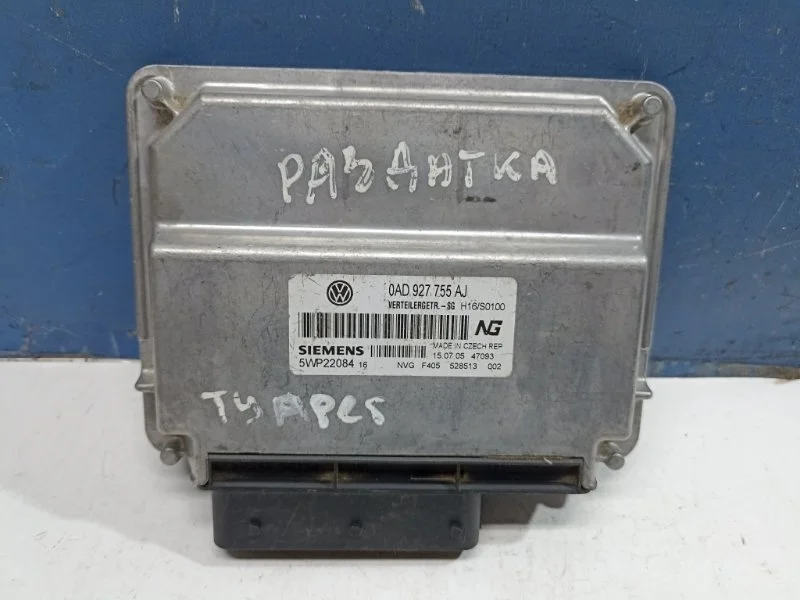 РАЗДАТКА
0AD 927 755 AJ
VERTEILERGETR.-SG H16/S0100
NG
MADE IN CZECH REP
SIEMENS
15.07.05 47093
5WP22084 16
NVG F405 528513 002
ТУАРЕГ